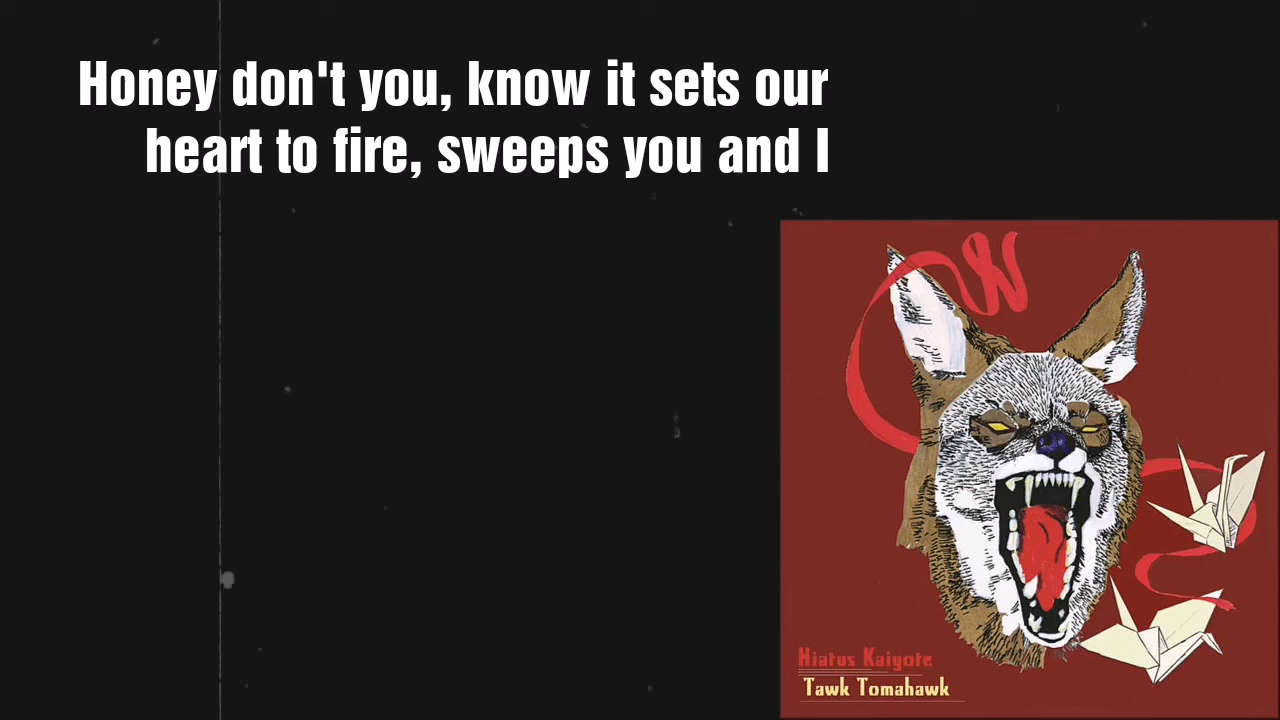 Honey don't you, know it sets our
heart to fire, sweeps you and I
Hiatus Kaiyote
Tawk Tomahawk